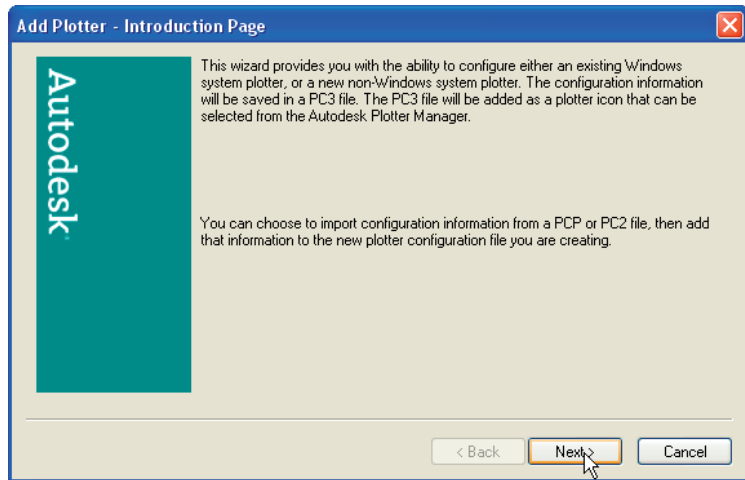 Add Plotter - Introduction Page
Autodesk
This wizard provides you with the ability to configure either an existing Windows
system plotter, or a new non-Windows system plotter. The configuration information
will be saved in a PC3 file. The PC3 file will be added as a plotter icon that can be
selected from the Autodesk Plotter Manager.
You can choose to import configuration information from a PCP or PC2 file, then add
that information to the new plotter configuration file you are creating.
< Back
Next >
Cancel